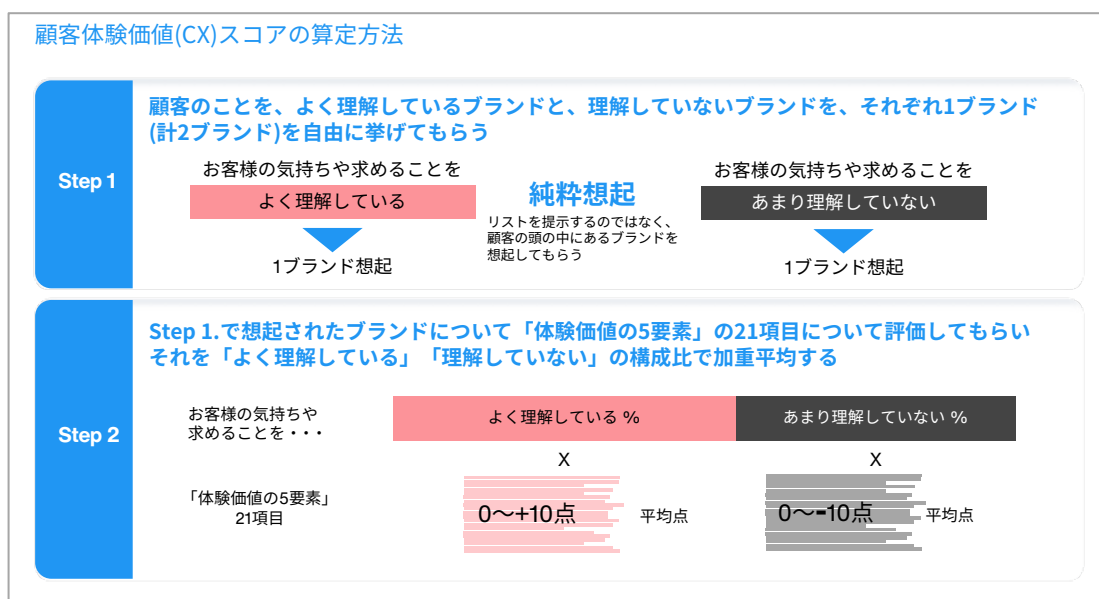 顧客体験価値(CX)スコアの算定方法
Step 1
顧客のことを、よく理解しているブランドと、理解していないブランドを、それぞれ1ブランド
(計2ブランド)を自由に挙げてもらう
お客様の気持ちや求めることを
よく理解している
1ブランド想起
純粋想起
リストを提示するのではなく、
顧客の頭の中にあるブランドを
想起してもらう
お客様の気持ちや求めることを
あまり理解していない
1ブランド想起
Step 2
Step 1.で想起されたブランドについて「体験価値の5要素」の21項目について評価してもらい
それを「よく理解している」「理解していない」の構成比で加重平均する
お客様の気持ちや
求めることを・・・
よく理解している %
あまり理解していない %
X
X
「体験価値の5要素」
21項目
0〜+10点
平均点
0〜-10点
平均点